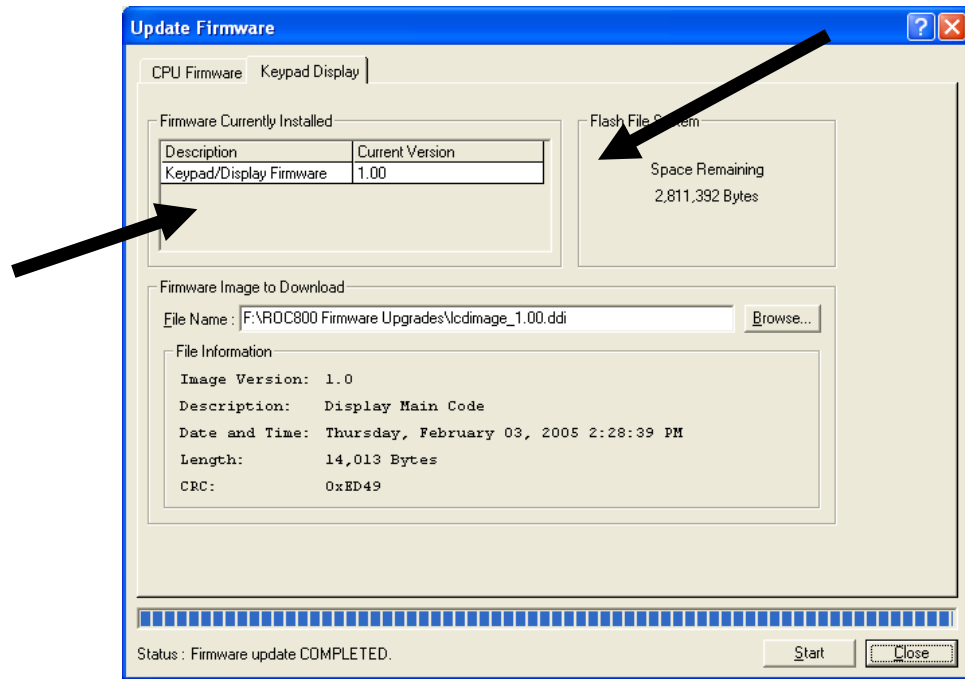 Update Firmware
CPU Firmware Keypad Display
Firmware Currently Installed
Description Current Version
Keypad/Display Firmware 1.00
Flash File System
Space Remaining
2,811,392 Bytes
Firmware Image to Download
File Name : F:\ROC800 Firmware Upgrades\lcdimage_1.00.ddi Browse...
File Information
Image Version: 1.0
Description: Display Main Code
Date and Time: Thursday, February 03, 2005 2:28:39 PM
Length: 14,013 Bytes
CRC: 0xED49
Status : Firmware update COMPLETED. Start Close